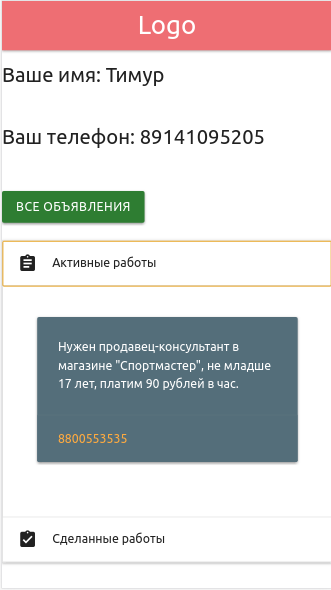 Logo
Ваше имя: Тимур
Ваш телефон: 89141095205
ВСЕ ОБЪЯВЛЕНИЯ
Активные работы
Нужен продавец-консультант в
магазине "Спортмастер", не младше
17 лет, платим 90 рублей в час.
8800553535
Сделанные работы